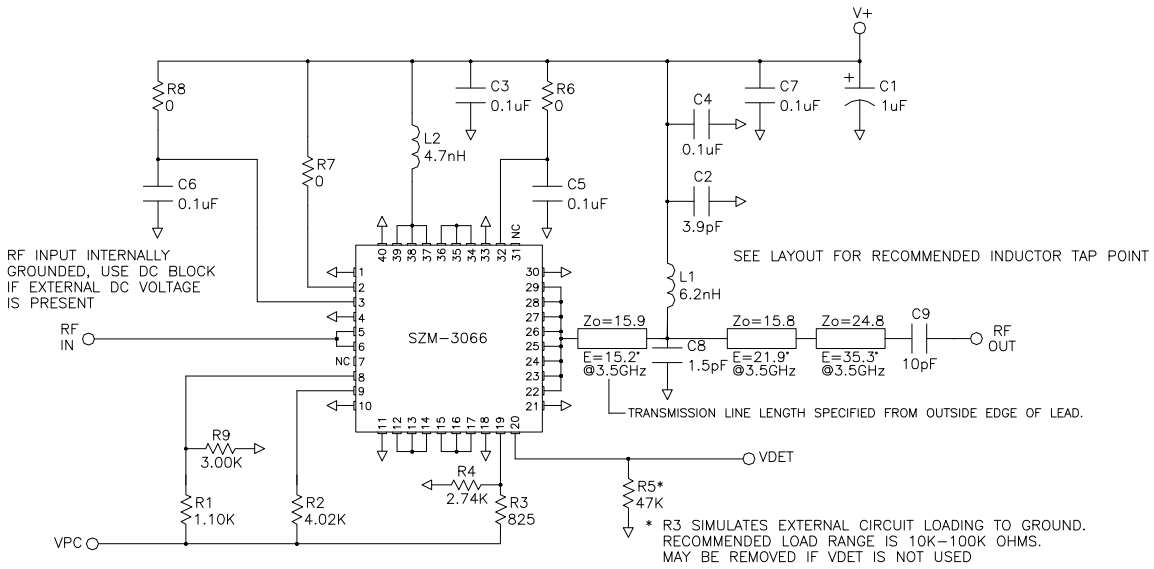 V+
R8
0
R7
0
L2
4.7nH
C3
0.1uF
R6
0
C4
0.1uF
C7
0.1uF
+
C1
1uF
C6
0.1uF
C5
0.1uF
C2
3.9pF
RF INPUT INTERNALLY
GROUNDED, USE DC BLOCK
IF EXTERNAL DC VOLTAGE
IS PRESENT
SEE LAYOUT FOR RECOMMENDED INDUCTOR TAP POINT
40 39 38 37 36 35 34 33 32 31 NC
1
2
3
4
5
6
NC 7
8
9
10
SZM-3066
30
29
28
27
26
25
24
23
22
21
11 12 13 14 15 16 17 18 19 20
RF
IN
L1
6.2nH
Zo=15.9
E=15.2°
@3.5GHz
C8
1.5pF
Zo=15.8
E=21.9°
@3.5GHz
Zo=24.8
E=35.3°
@3.5GHz
C9
10pF
RF
OUT
TRANSMISSION LINE LENGTH SPECIFIED FROM OUTSIDE EDGE OF LEAD.
R9
3.00K
R1
1.10K
R2
4.02K
R4
2.74K
R3
825
VDET
R5*
47K
VPC
* R3 SIMULATES EXTERNAL CIRCUIT LOADING TO GROUND.
RECOMMENDED LOAD RANGE IS 10K-100K OHMS.
MAY BE REMOVED IF VDET IS NOT USED